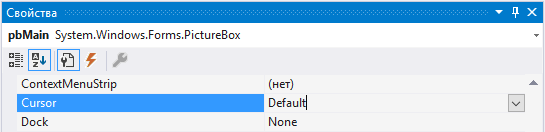 Свойства
pbMain System.Windows.Forms.PictureBox
ContextMenuStrip (нет)
Cursor Default
Dock None